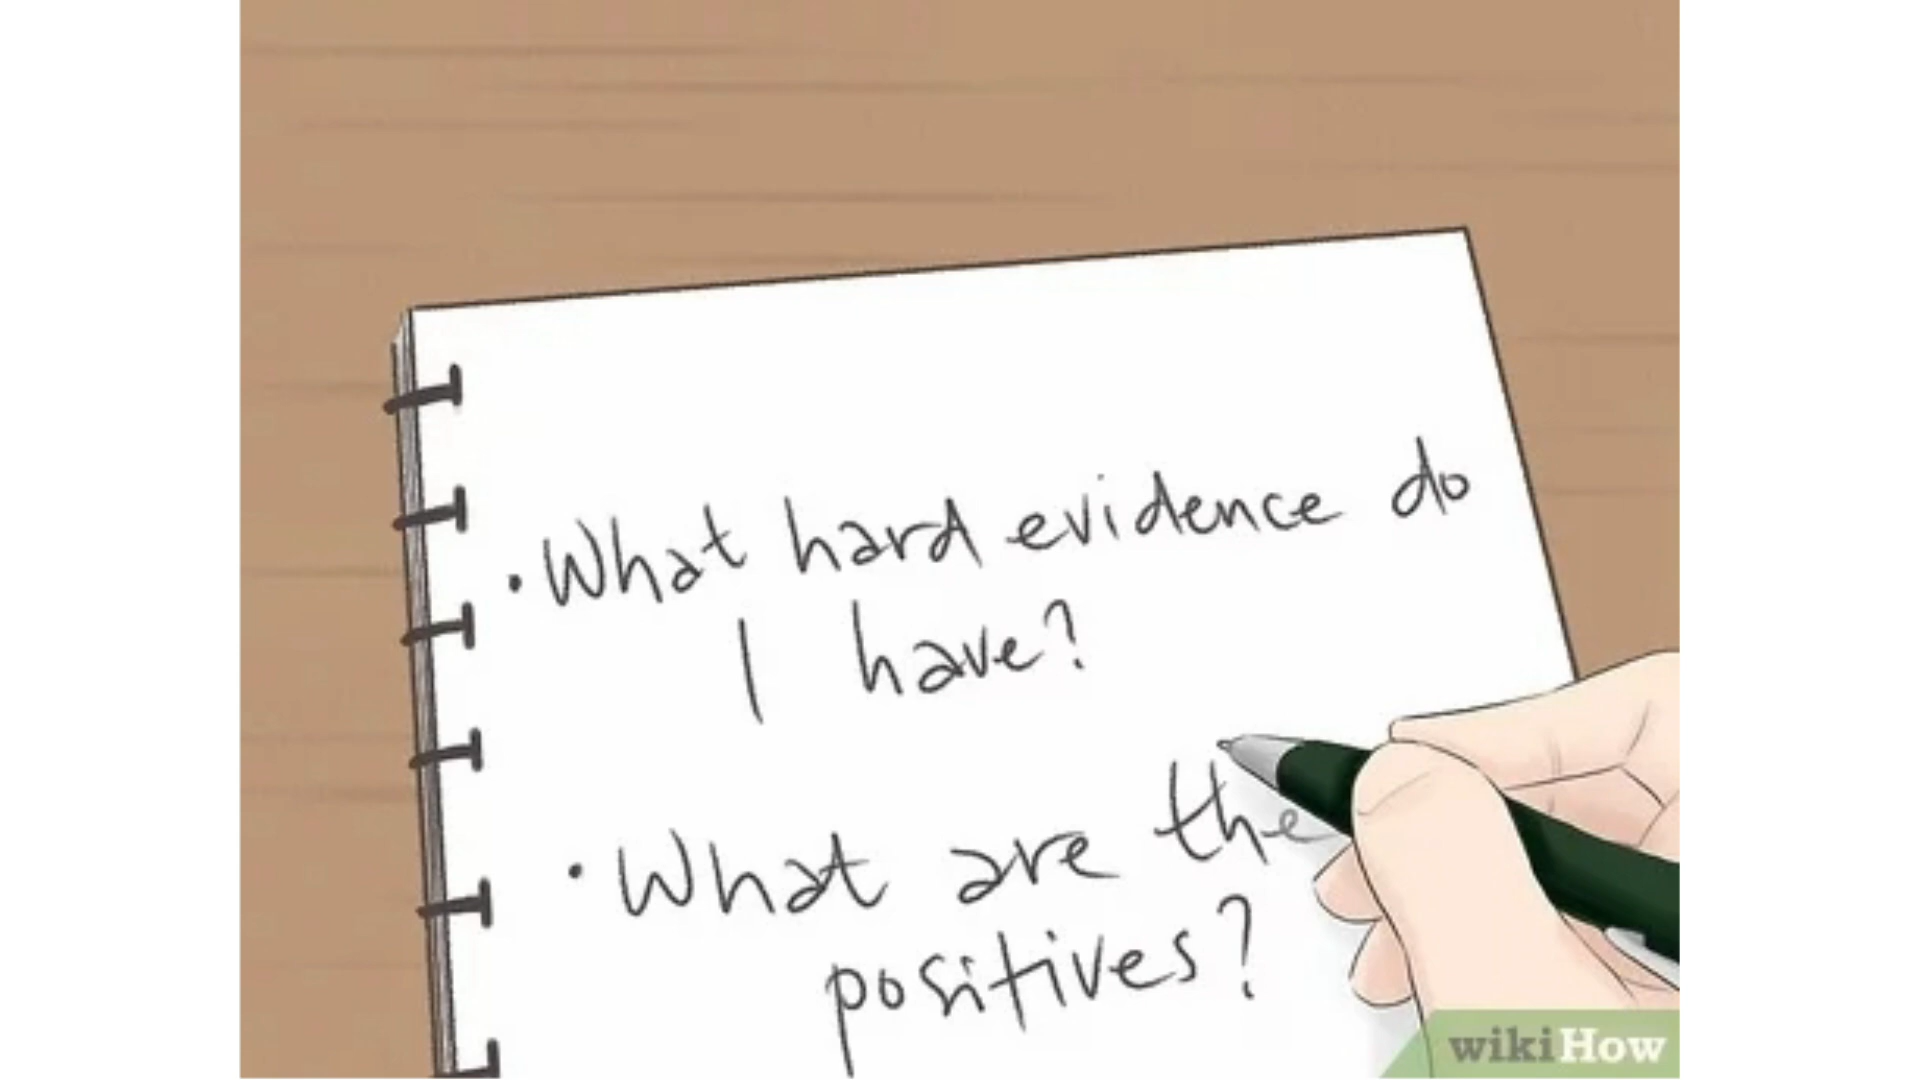 ·What hard evidence do
I have?
·What are the
positives?
wikiHow